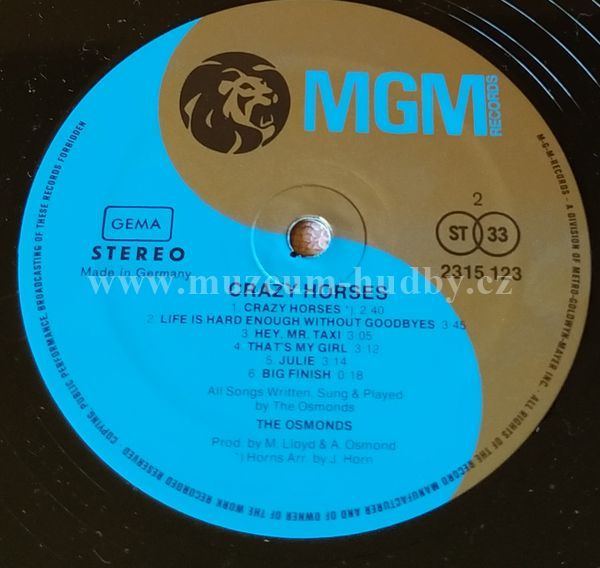 MGM
RECORDS
GEMA
STEREO
Made in Germany
2
ST 33
2315 123
www.muzeum-hudby.cz
CRAZY HORSES
1. CRAZY HORSES *) 2:40
2. LIFE IS HARD ENOUGH WITHOUT GOODBYES 3:45
3. HEY, MR. TAXI 3:05
4. THAT'S MY GIRL 3:12
5. JULIE 3:14
6. BIG FINISH 0:18
All Songs Written, Sung & Played
by The Osmonds
THE OSMONDS
Prod. by M. Lloyd & A. Osmond
*) Horns Arr. by J. Horn
M-G-M-RECORDS - A DIVISION OF METRO-GOLDWYN-MAYER INC. - ALL RIGHTS OF THE RECORD MANUFACTURER AND OF OWNER OF THE WORK RECORDED RESERVED COPYING, PUBLIC PERFORMANCE, BROADCASTING OF THESE RECORDS FORBIDDEN